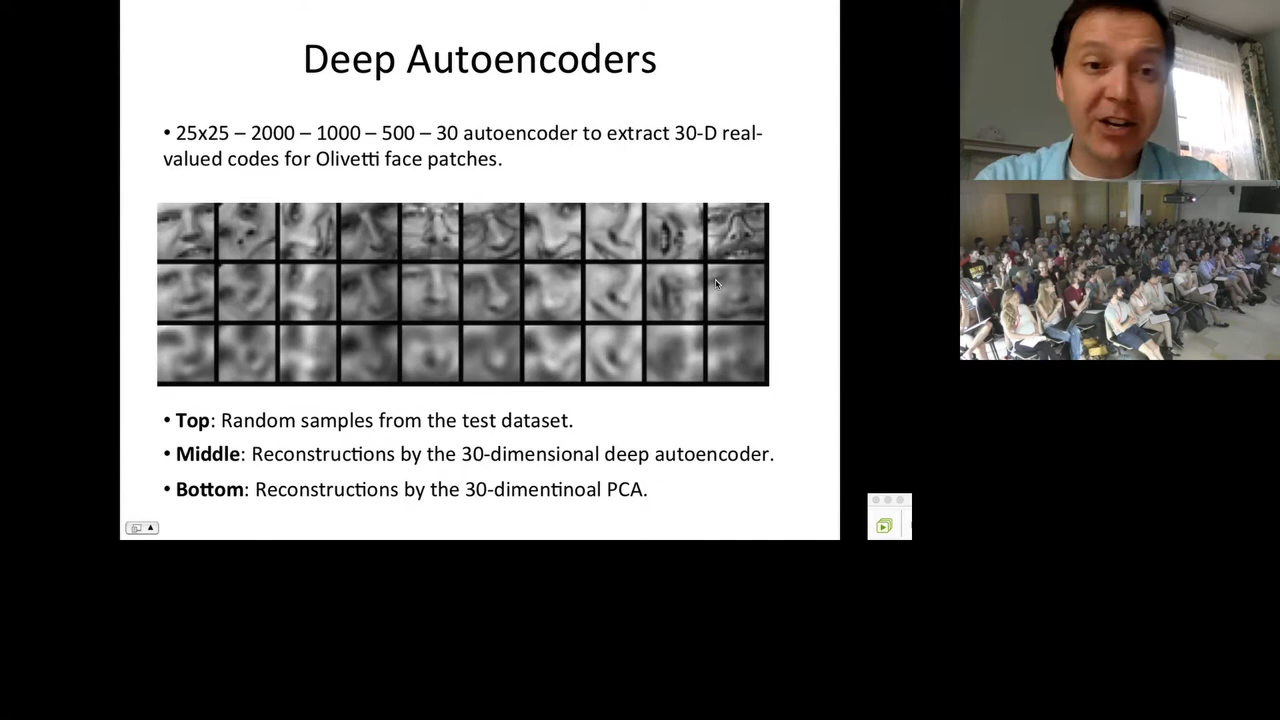 Deep Autoencoders
• 25x25 – 2000 – 1000 – 500 – 30 autoencoder to extract 30-D real-
valued codes for Olivetti face patches.
• Top: Random samples from the test dataset.
• Middle: Reconstructions by the 30-dimensional deep autoencoder.
• Bottom: Reconstructions by the 30-dimentinoal PCA.